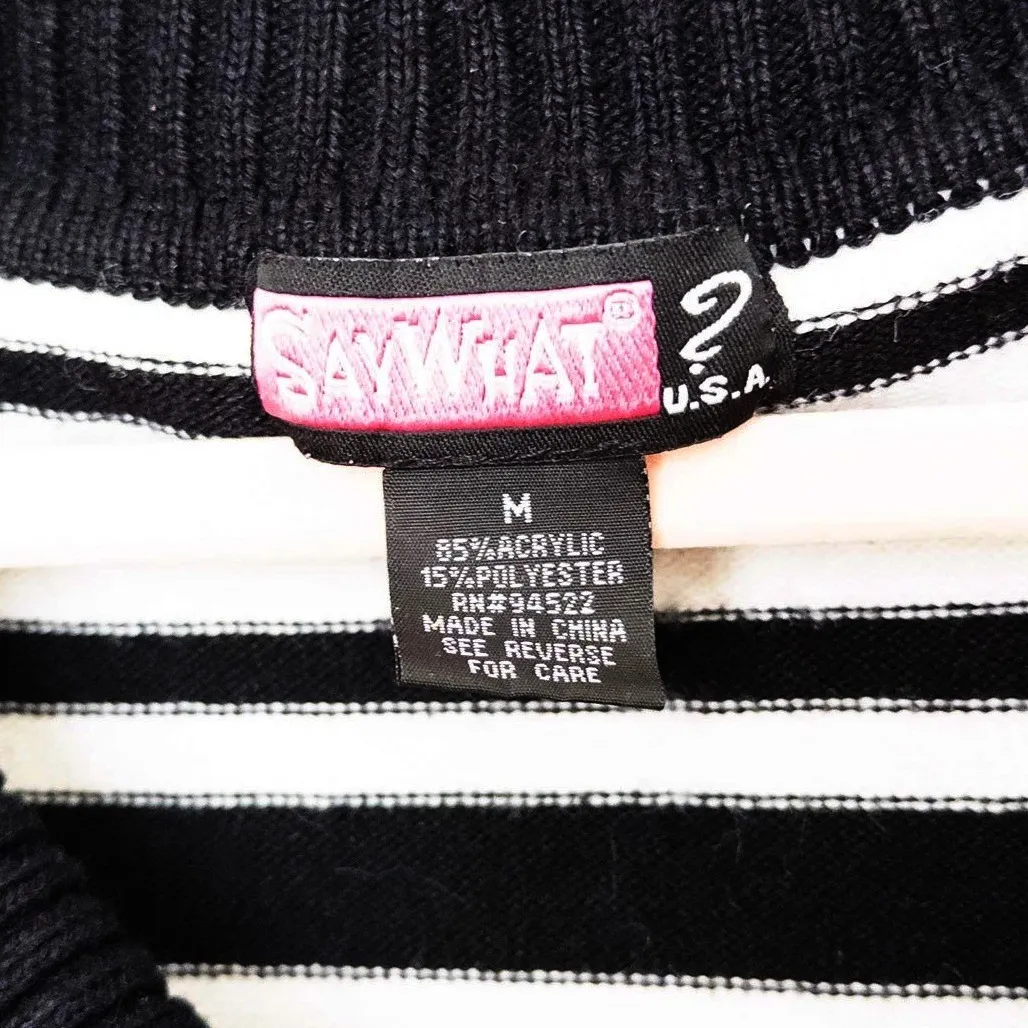 SAYWHAT® ?
U.S.A.
M
85%ACRYLIC
15%POLYESTER
RN#94522
MADE IN CHINA
SEE REVERSE
FOR CARE